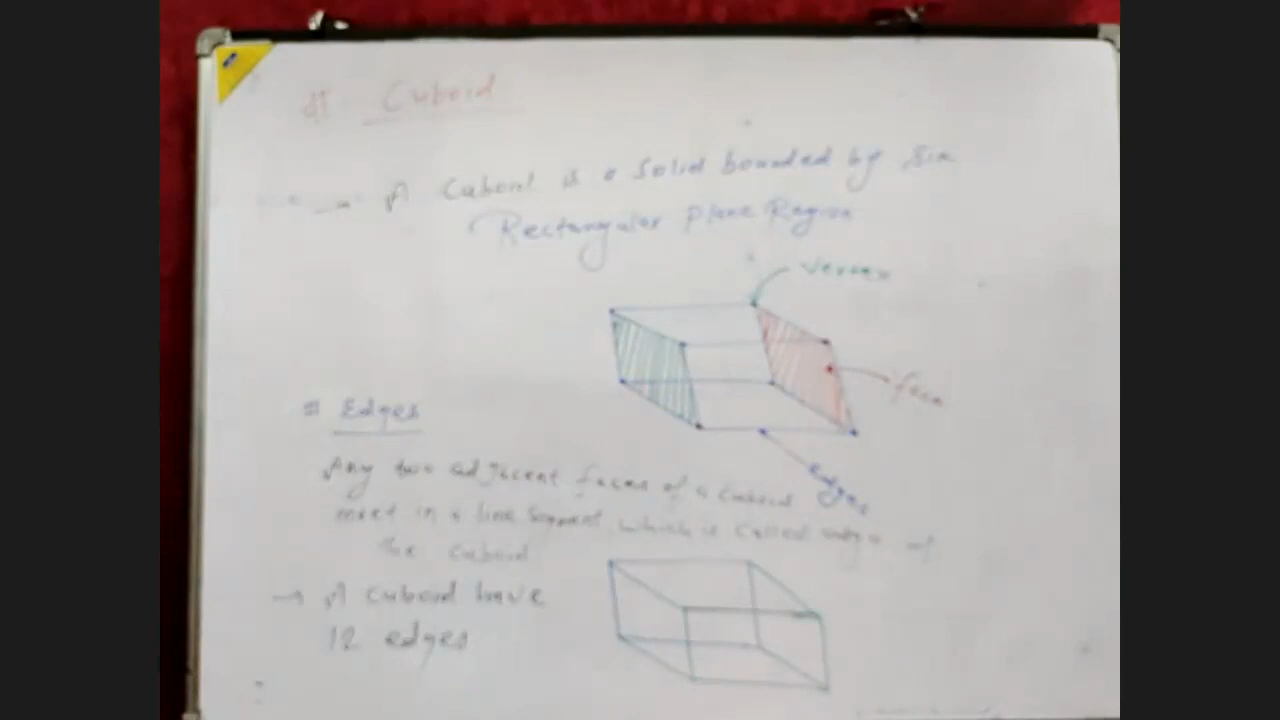 # Cuboid
→ A Cuboid is a Solid bounded by Six
Rectangular Plane Region
Vertex
face
# Edges
edges
Any two adjacent faces of a Cuboid
meet in a line Segment, which is Called edge of
the cuboid
→ A cuboid have
12 edges